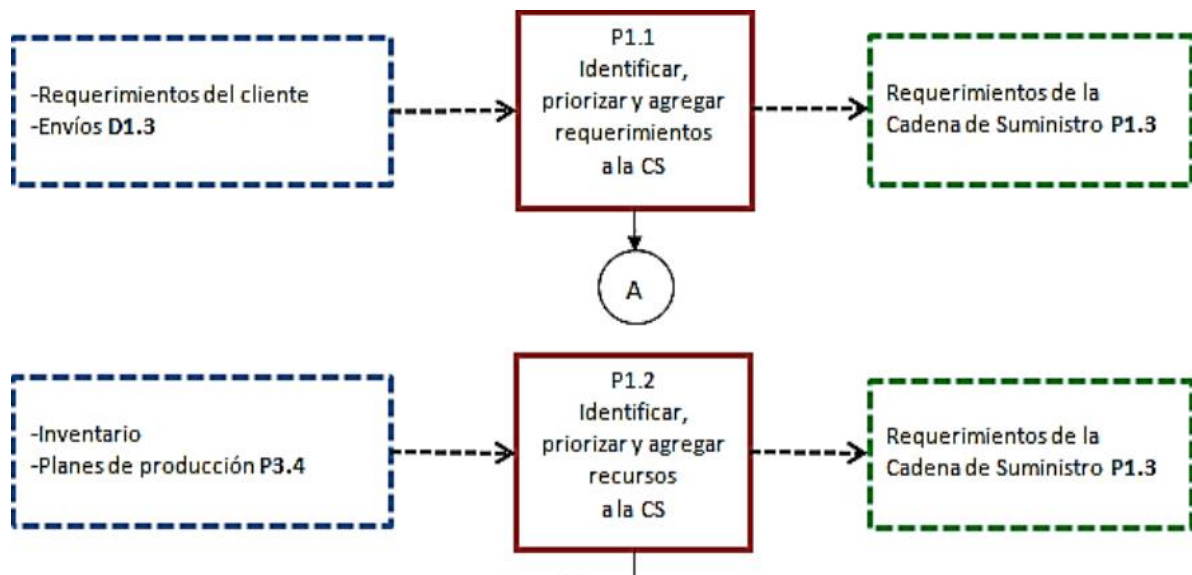 -Requerimientos del cliente
-Envíos D1.3
P1.1
Identificar,
priorizar y agregar
requerimientos
a la CS
Requerimientos de la
Cadena de Suministro P1.3
A
-Inventario
-Planes de producción P3.4
P1.2
Identificar,
priorizar y agregar
recursos
a la CS
Requerimientos de la
Cadena de Suministro P1.3